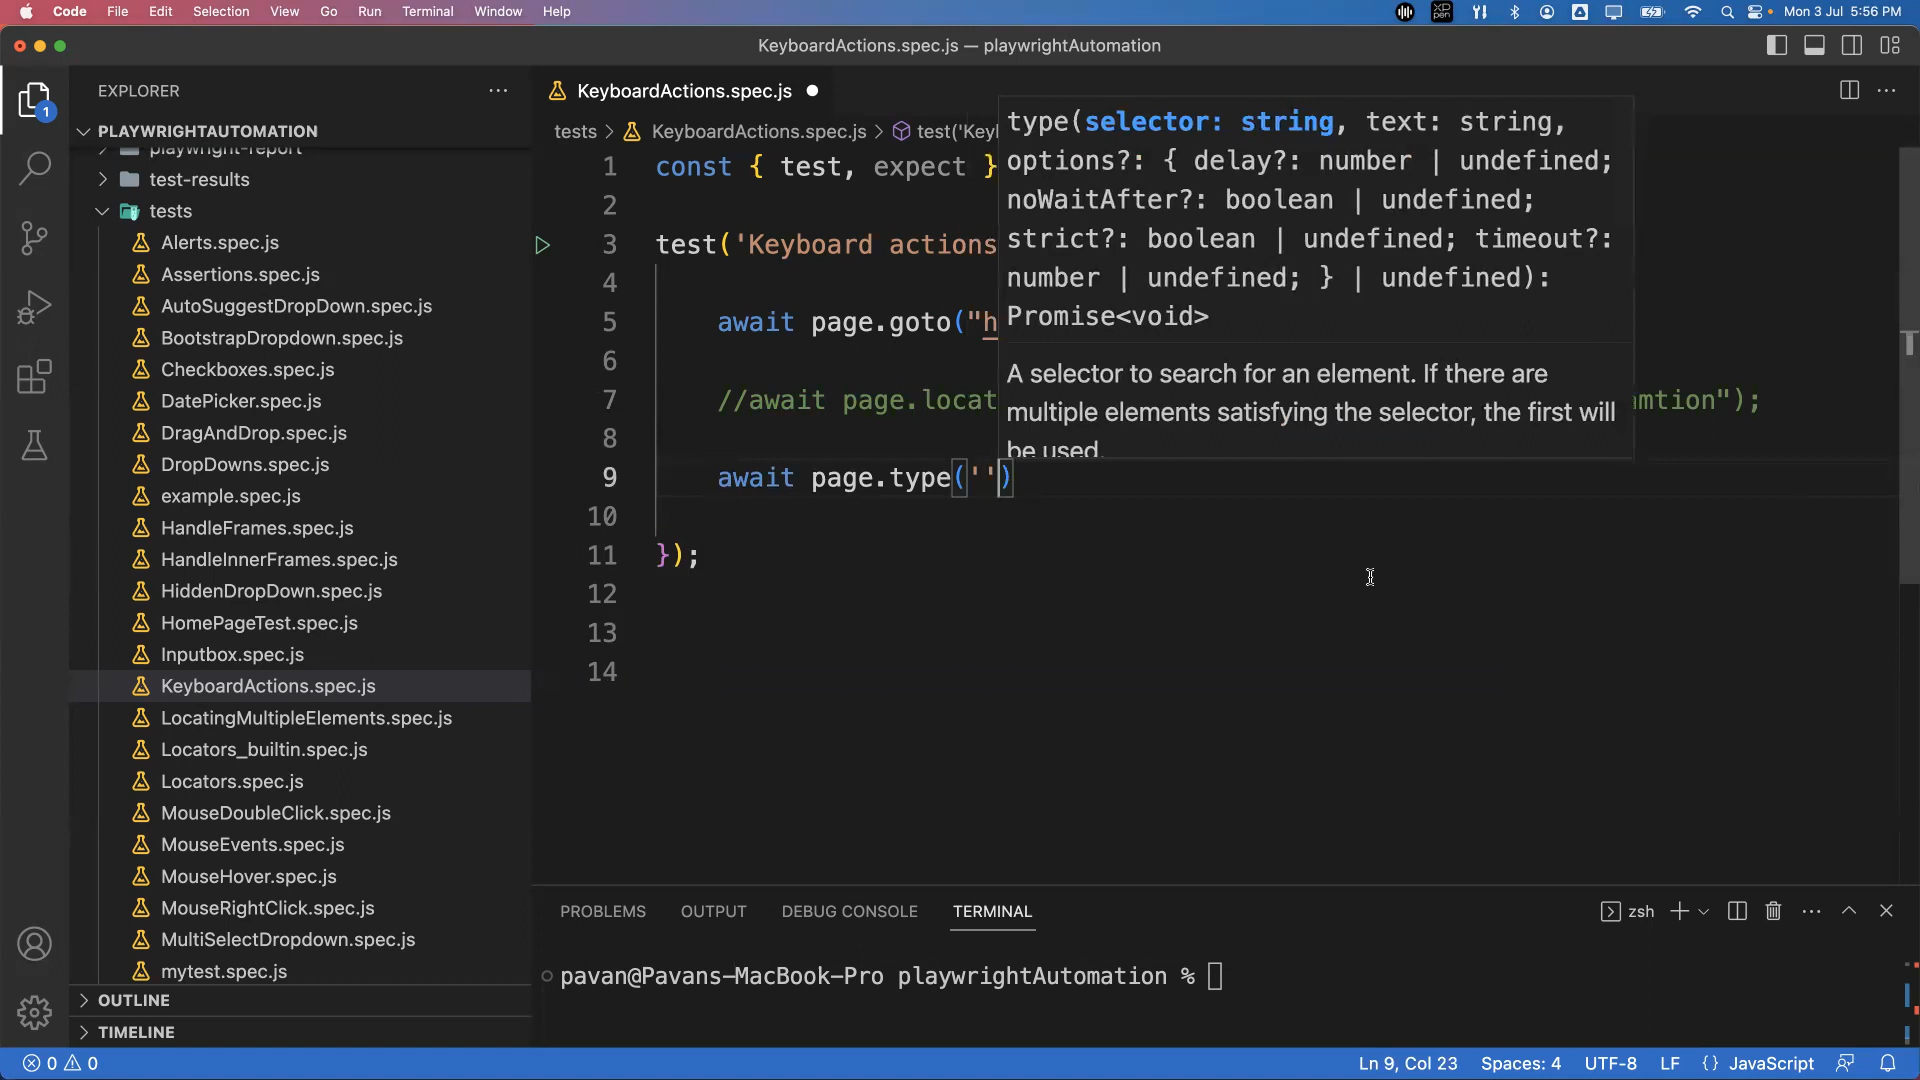 Code File Edit Selection View Go Run Terminal Window Help Mon 3 Jul 5:56 PM
KeyboardActions.spec.js — playwrightAutomation
EXPLORER
1
PLAYWRIGHTAUTOMATION
playwright-report
test-results
tests
Alerts.spec.js
Assertions.spec.js
AutoSuggestDropDown.spec.js
BootstrapDropdown.spec.js
Checkboxes.spec.js
DatePicker.spec.js
DragAndDrop.spec.js
DropDowns.spec.js
example.spec.js
HandleFrames.spec.js
HandleInnerFrames.spec.js
HiddenDropDown.spec.js
HomePageTest.spec.js
Inputbox.spec.js
KeyboardActions.spec.js
LocatingMultipleElements.spec.js
Locators_builtin.spec.js
Locators.spec.js
MouseDoubleClick.spec.js
MouseEvents.spec.js
MouseHover.spec.js
MouseRightClick.spec.js
MultiSelectDropdown.spec.js
mytest.spec.js
OUTLINE
TIMELINE
KeyboardActions.spec.js
tests > KeyboardActions.spec.js > test('Key
1 const { test, expect }
2
3 test('Keyboard actions
4
5 await page.goto("h
6
7 //await page.locat amtion");
8
9 await page.type('')
10
11 });
12
13
14
type(selector: string, text: string,
options?: { delay?: number | undefined;
noWaitAfter?: boolean | undefined;
strict?: boolean | undefined; timeout?:
number | undefined; } | undefined):
Promise<void>
A selector to search for an element. If there are
multiple elements satisfying the selector, the first will
be used.
PROBLEMS OUTPUT DEBUG CONSOLE TERMINAL zsh
pavan@Pavans-MacBook-Pro playwrightAutomation %
0 0 Ln 9, Col 23 Spaces: 4 UTF-8 LF {} JavaScript